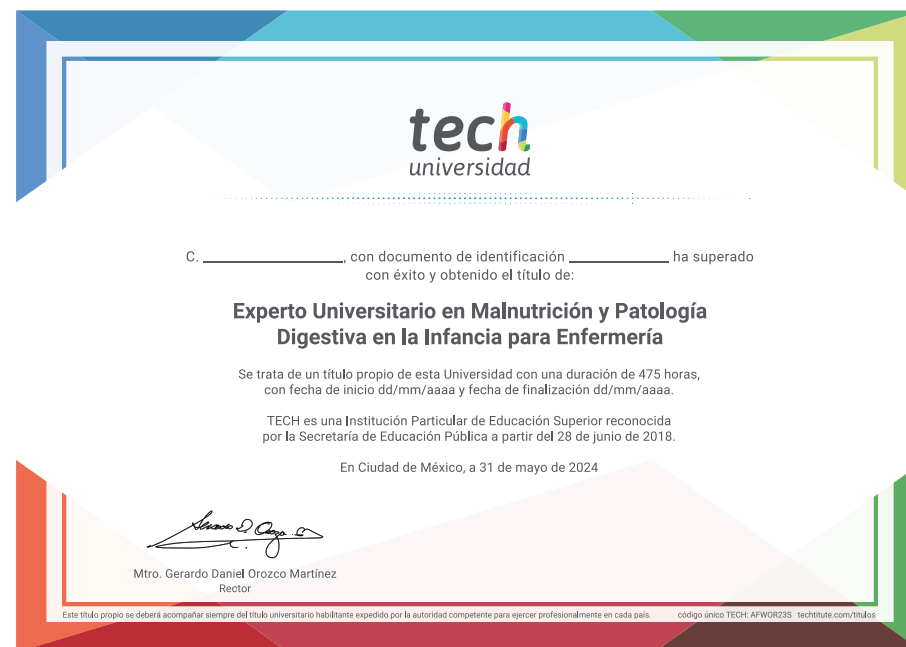 tech
universidad
C. ____________, con documento de identificación ____________ ha superado
con éxito y obtenido el título de:
Experto Universitario en Malnutrición y Patología
Digestiva en la Infancia para Enfermería
Se trata de un título propio de esta Universidad con una duración de 475 horas,
con fecha de inicio dd/mm/aaaa y fecha de finalización dd/mm/aaaa.
TECH es una Institución Particular de Educación Superior reconocida
por la Secretaría de Educación Pública a partir del 28 de junio de 2018.
En Ciudad de México, a 31 de mayo de 2024
Mtro. Gerardo Daniel Orozco Martínez
Rector
Este título propio se deberá acompañar siempre del título universitario habilitante expedido por la autoridad competente para ejercer profesionalmente en cada país. código único TECH: AFWOR23S techtitute.com/titulos